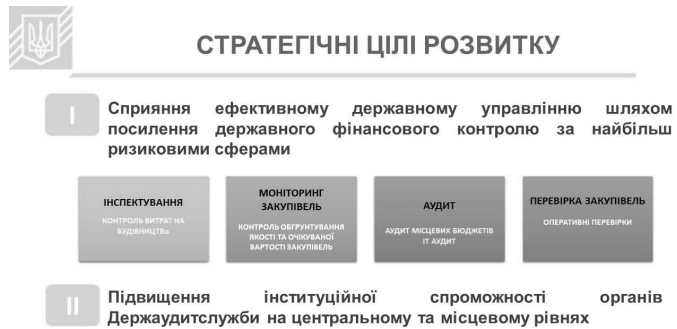 СТРАТЕГІЧНІ ЦІЛІ РОЗВИТКУ
I
Сприяння ефективному державному управлінню шляхом
посилення державного фінансового контролю за найбільш
ризиковими сферами
ІНСПЕКТУВАННЯ
КОНТРОЛЬ ВИТРАТ НА
БУДІВНИЦТВо
МОНІТОРИНГ
ЗАКУПІВЕЛЬ
КОНТРОЛЬ ОБГРУНТУВАННЯ
ЯКОСТІ ТА ОЧІКУВАНОЇ
ВАРТОСТІ ЗАКУПІВЕЛЬ
АУДИТ
АУДИТ МІСЦЕВИХ БЮДЖЕТІВ
ІТ АУДИТ
ПЕРЕВІРКА ЗАКУПІВЕЛЬ
ОПЕРАТИВНІ ПЕРЕВІРКИ
II
Підвищення інституційної спроможності органів
Держаудитслужби на центральному та місцевому рівнях